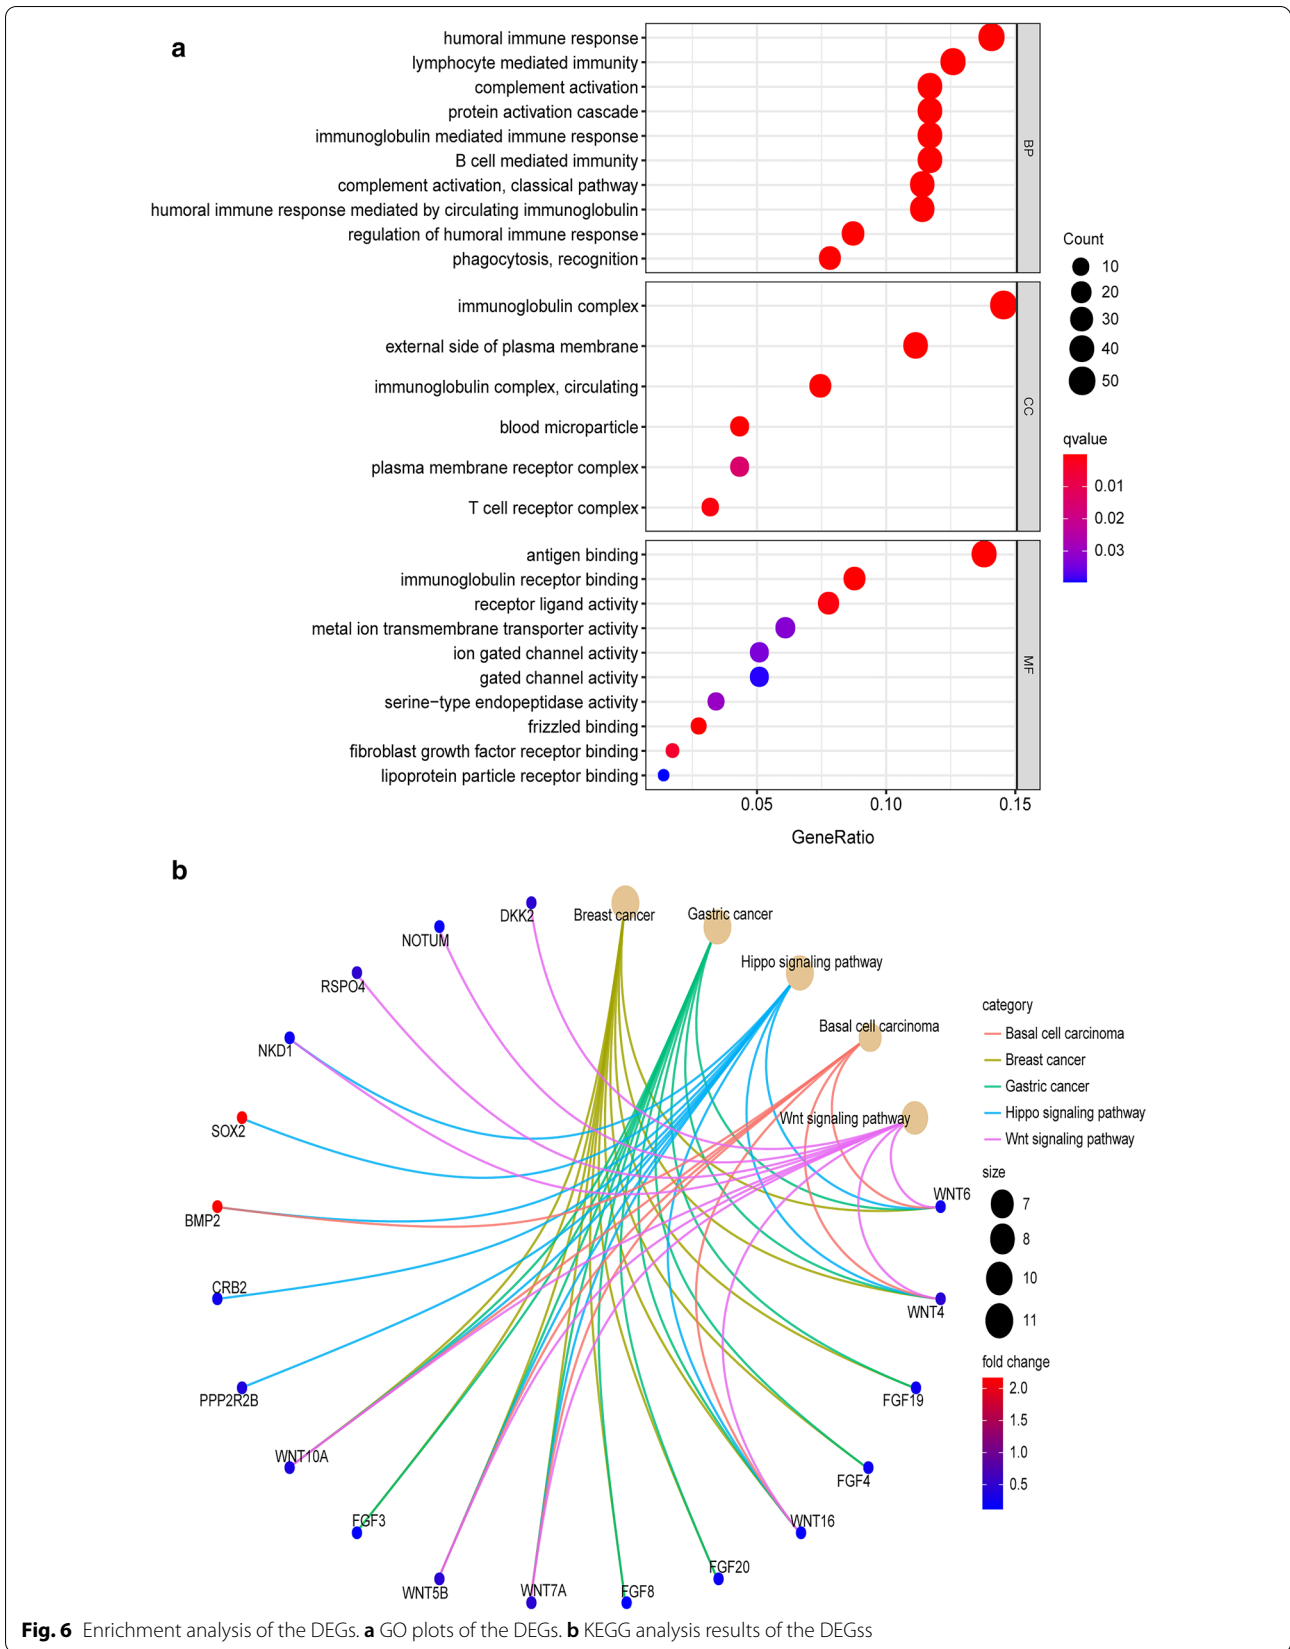 a
humoral immune response
lymphocyte mediated immunity
complement activation
protein activation cascade
immunoglobulin mediated immune response
B cell mediated immunity
complement activation, classical pathway
humoral immune response mediated by circulating immunoglobulin
regulation of humoral immune response
phagocytosis, recognition
BP
immunoglobulin complex
external side of plasma membrane
immunoglobulin complex, circulating
blood microparticle
plasma membrane receptor complex
T cell receptor complex
CC
antigen binding
immunoglobulin receptor binding
receptor ligand activity
metal ion transmembrane transporter activity
ion gated channel activity
gated channel activity
serine−type endopeptidase activity
frizzled binding
fibroblast growth factor receptor binding
lipoprotein particle receptor binding
MF
0.05 0.10 0.15
GeneRatio
Count
10
20
30
40
50
qvalue
0.01
0.02
0.03
b
DKK2
Breast cancer
Gastric cancer
NOTUM
Hippo signaling pathway
RSPO4
Basal cell carcinoma
NKD1
Wnt signaling pathway
SOX2
WNT6
BMP2
CRB2
WNT4
PPP2R2B
FGF19
WNT10A
FGF4
FGF3
WNT16
WNT5B
WNT7A
FGF8
FGF20
category
Basal cell carcinoma
Breast cancer
Gastric cancer
Hippo signaling pathway
Wnt signaling pathway
size
7
8
10
11
fold change
2.0
1.5
1.0
0.5
Fig. 6 Enrichment analysis of the DEGs. a GO plots of the DEGs. b KEGG analysis results of the DEGss